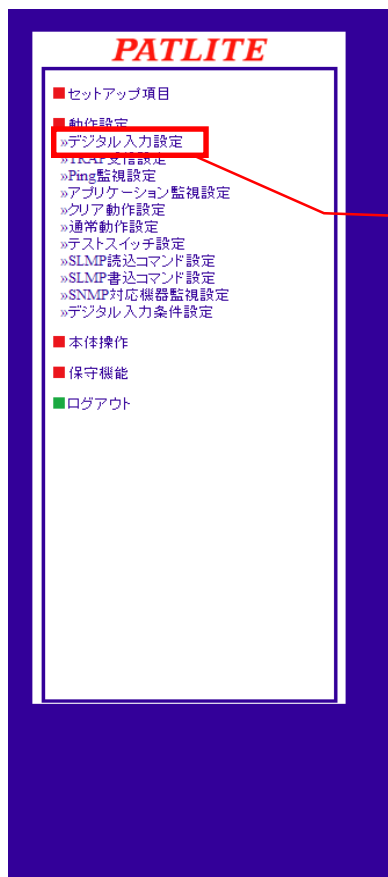 PATLITE
■セットアップ項目
■動作設定
»デジタル入力設定
»TRAP受信設定
»Ping監視設定
»アプリケーション監視設定
»クリア動作設定
»通常動作設定
»テストスイッチ設定
»SLMP読込コマンド設定
»SLMP書込コマンド設定
»SNMP対応機器監視設定
»デジタル入力条件設定
■本体操作
■保守機能
■ログアウト